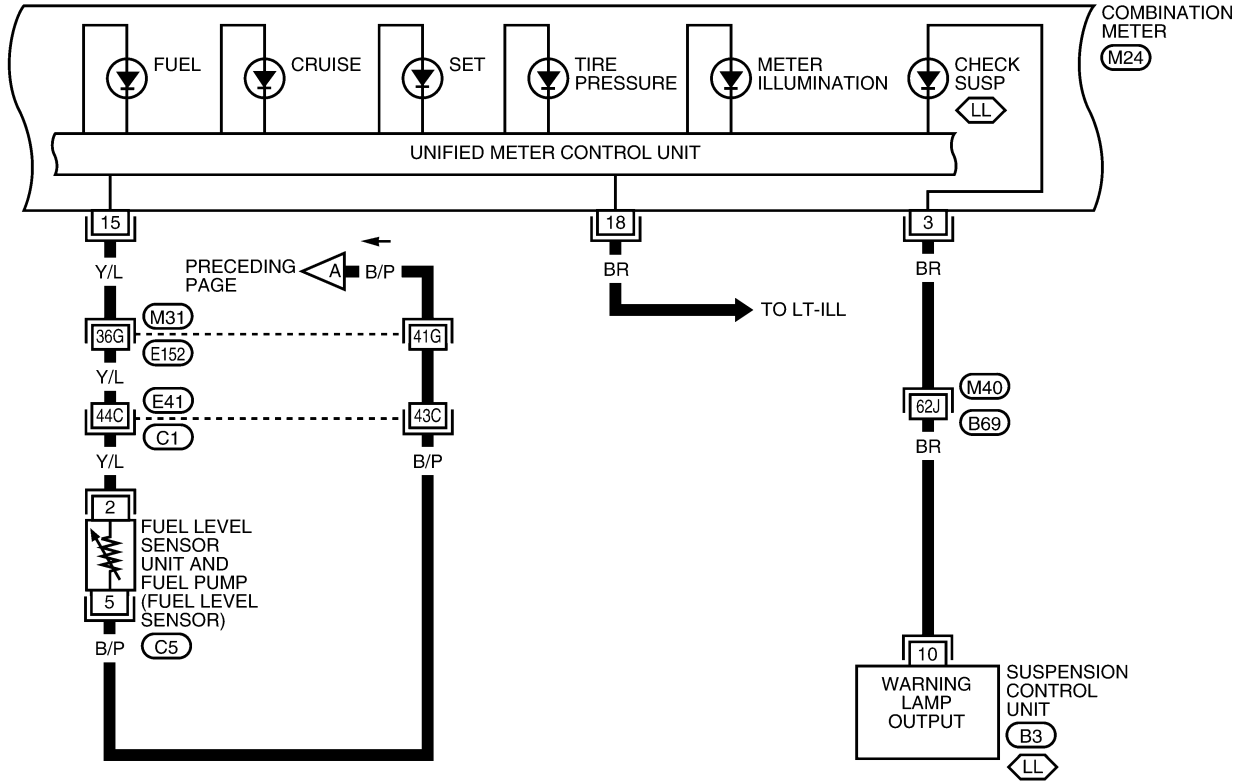 COMBINATION
METER
M24
FUEL
CRUISE
SET
TIRE
PRESSURE
METER
ILLUMINATION
CHECK
SUSP
LL
UNIFIED METER CONTROL UNIT
15
18
3
Y/L
PRECEDING
PAGE
A
B/P
BR
BR
TO LT-ILL
36G
M31
E152
41G
Y/L
44C
E41
C1
43C
62J
M40
B69
Y/L
B/P
BR
2
FUEL LEVEL
SENSOR
UNIT AND
FUEL PUMP
(FUEL LEVEL
SENSOR)
5
B/P
C5
10
WARNING
LAMP
OUTPUT
SUSPENSION
CONTROL
UNIT
B3
LL